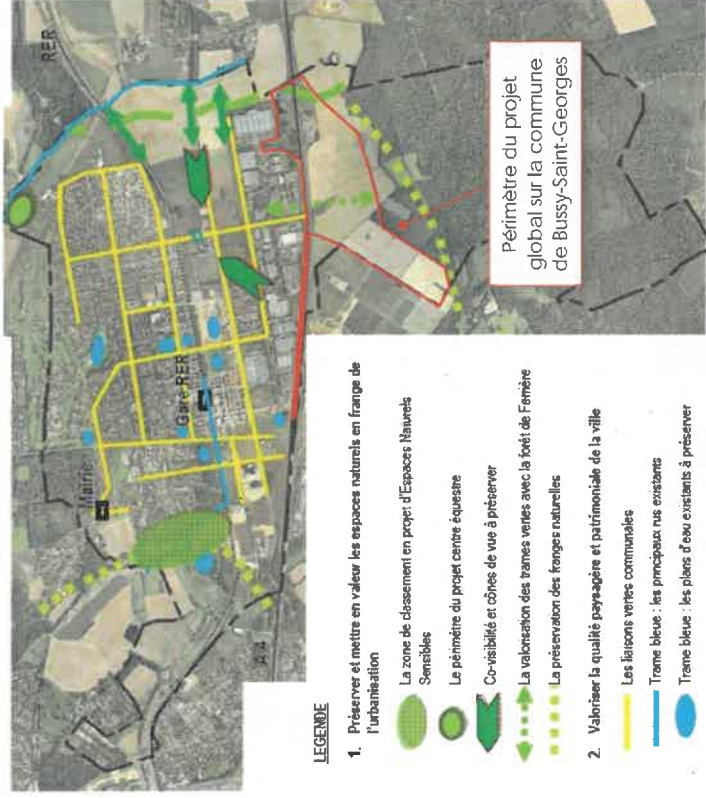 RER
Mairie
Gare RER
A 4
Périmètre du projet
global sur la commune
de Bussy-Saint-Georges
LEGENDE
1. Préserver et mettre en valeur les espaces naturels en frange de
l'urbanisation
La zone de classement en projet d'Espaces Naturels
Sensibles
Le périmètre du projet centre équestre
Co-visibilité et cônes de vue à préserver
La valorisation des trames vertes avec la forêt de Ferrière
La préservation des franges naturelles
2. Valoriser la qualité paysagère et patrimoniale de la ville
Les liaisons vertes communales
Trame bleue : les principaux rus existants
Trame bleue : les plans d'eau existants à préserver